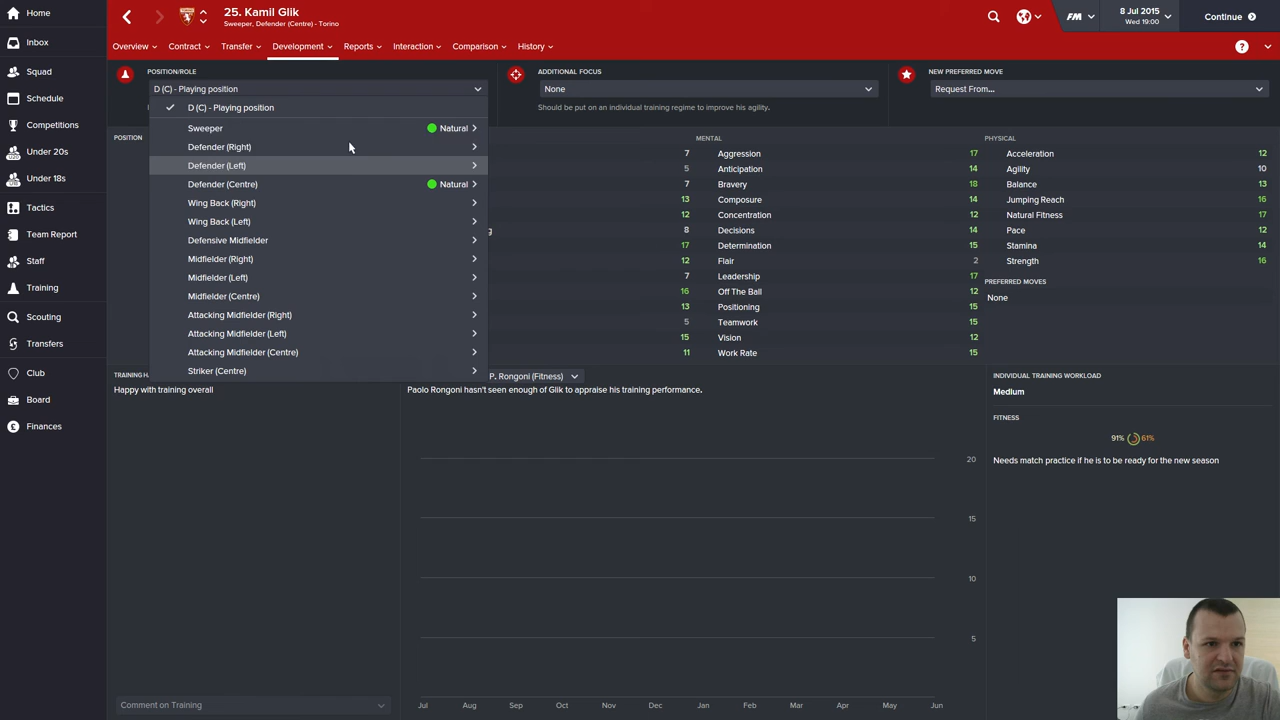 Home
Inbox
Squad
Schedule
Competitions
Under 20s
Under 18s
Tactics
Team Report
Staff
Training
Scouting
Transfers
Club
Board
Finances
25. Kamil Glik
Sweeper, Defender (Centre) - Torino
FM
8 Jul 2015
Wed 19:00
Continue
Overview
Contract
Transfer
Development
Reports
Interaction
Comparison
History
POSITION/ROLE
D (C) - Playing position
D (C) - Playing position
Sweeper Natural
Defender (Right)
Defender (Left)
Defender (Centre) Natural
Wing Back (Right)
Wing Back (Left)
Defensive Midfielder
Midfielder (Right)
Midfielder (Left)
Midfielder (Centre)
Attacking Midfielder (Right)
Attacking Midfielder (Left)
Attacking Midfielder (Centre)
Striker (Centre)
ADDITIONAL FOCUS
None
Should be put on an individual training regime to improve his agility.
NEW PREFERRED MOVE
Request From...
POSITION
7
5
7
13
12
g 8
17
12
7
16
13
5
15
11
MENTAL
Aggression 17
Anticipation 14
Bravery 18
Composure 14
Concentration 12
Decisions 14
Determination 15
Flair 2
Leadership 17
Off The Ball 12
Positioning 15
Teamwork 15
Vision 12
Work Rate 15
PHYSICAL
Acceleration 12
Agility 10
Balance 13
Jumping Reach 16
Natural Fitness 17
Pace 12
Stamina 14
Strength 16
PREFERRED MOVES
None
TRAINING HA
Happy with training overall
P. Rongoni (Fitness)
Paolo Rongoni hasn't seen enough of Glik to appraise his training performance.
20
15
10
5
Jul Aug Sep Oct Nov Dec Jan Feb Mar Apr May Jun
Comment on Training
INDIVIDUAL TRAINING WORKLOAD
Medium
FITNESS
91% 61%
Needs match practice if he is to be ready for the new season